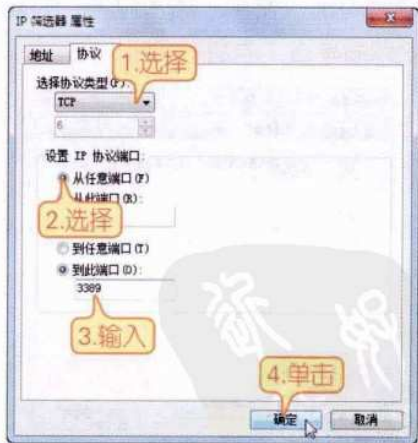 IP 筛选器 属性
地址 协议
1.选择
选择协议类型(P):
TCP
6
设置 IP 协议端口:
从任意端口(F)
从此端口(R):
2.选择
到任意端口(T)
到此端口(O):
3389
3.输入
4.单击
确定 取消